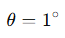 θ = 1°